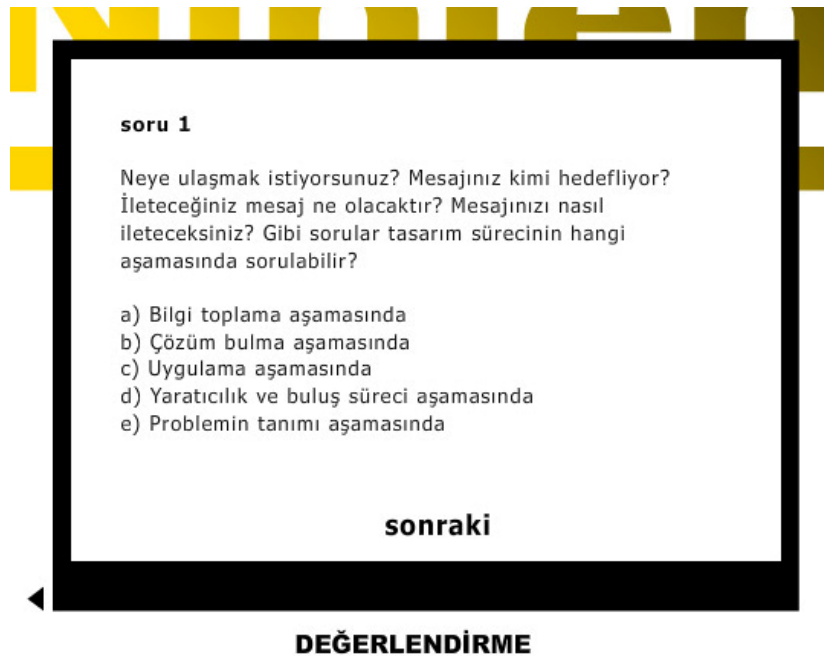 soru 1
Neye ulaşmak istiyorsunuz? Mesajınız kimi hedefliyor?
İleteceğiniz mesaj ne olacaktır? Mesajınızı nasıl
ileteceksiniz? Gibi sorular tasarım sürecinin hangi
aşamasında sorulabilir?
a) Bilgi toplama aşamasında
b) Çözüm bulma aşamasında
c) Uygulama aşamasında
d) Yaratıcılık ve buluş süreci aşamasında
e) Problemin tanımı aşamasında
sonraki
DEĞERLENDİRME